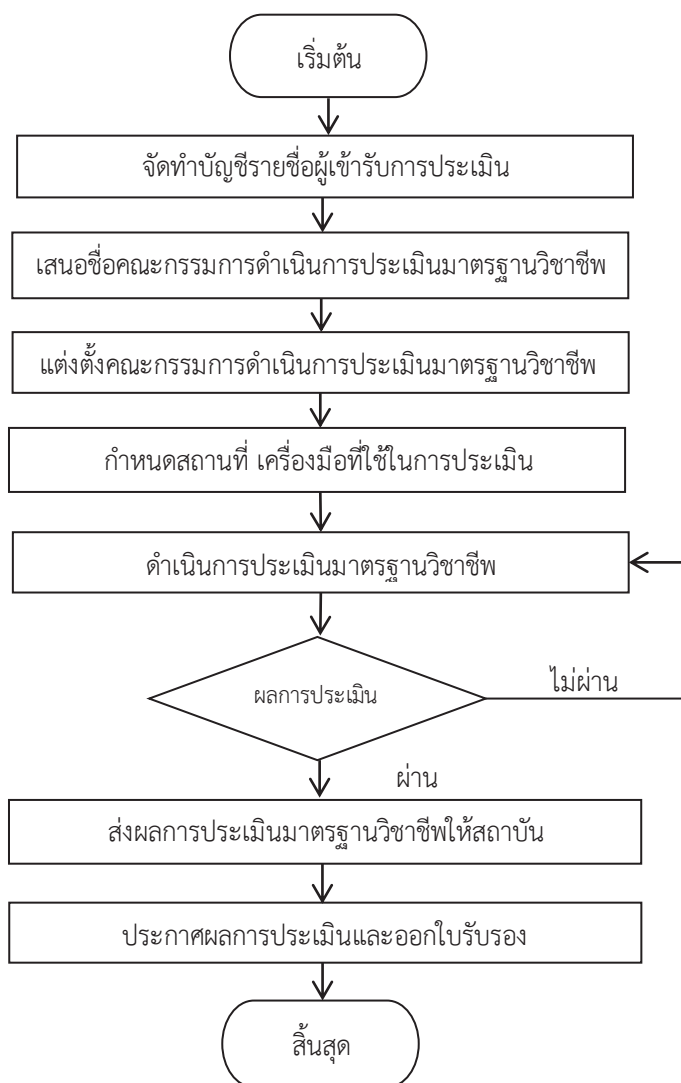 เริ่มต้น
จัดทำบัญชีรายชื่อผู้เข้ารับการประเมิน
เสนอชื่อคณะกรรมการดำเนินการประเมินมาตรฐานวิชาชีพ
แต่งตั้งคณะกรรมการดำเนินการประเมินมาตรฐานวิชาชีพ
กำหนดสถานที่ เครื่องมือที่ใช้ในการประเมิน
ดำเนินการประเมินมาตรฐานวิชาชีพ
ผลการประเมิน
ไม่ผ่าน
ผ่าน
ส่งผลการประเมินมาตรฐานวิชาชีพให้สถาบัน
ประกาศผลการประเมินและออกใบรับรอง
สิ้นสุด